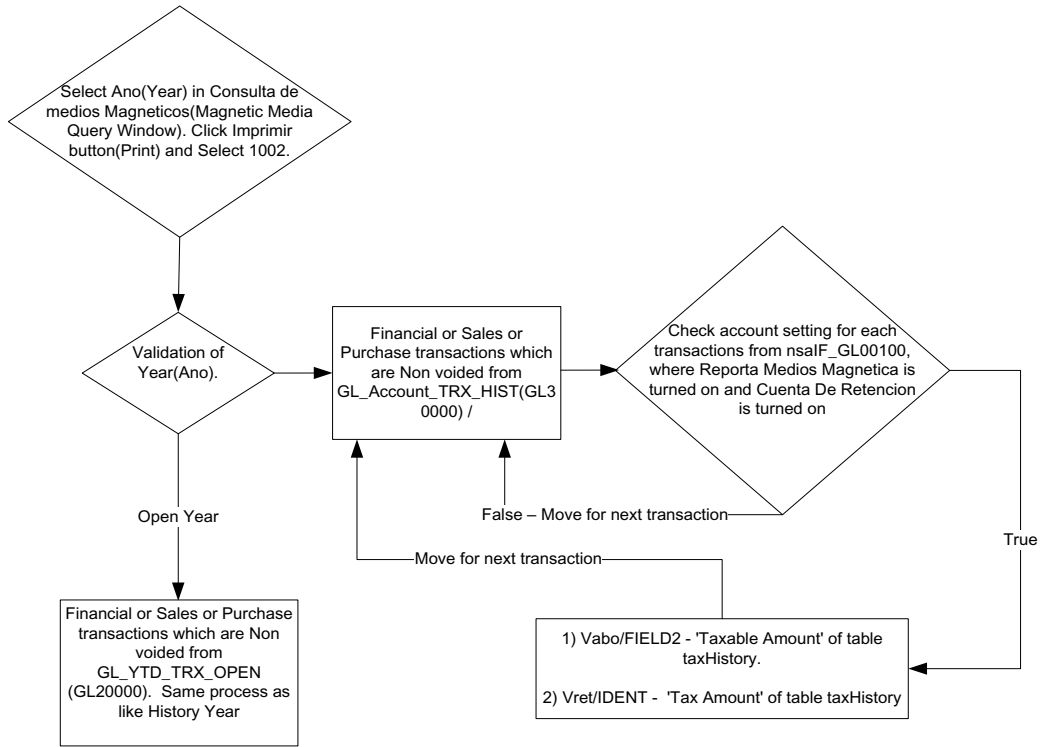 Select Ano(Year) in Consulta de
medios Magneticos(Magnetic Media
Query Window). Click Imprimir
button(Print) and Select 1002.
Validation of
Year(Ano).
Financial or Sales or
Purchase transactions which
are Non voided from
GL_Account_TRX_HIST(GL3
0000) /
Check account setting for each
transactions from nsaIF_GL00100,
where Reporta Medios Magnetica is
turned on and Cuenta De Retencion
is turned on
False – Move for next transaction
Open Year
True
Move for next transaction
Financial or Sales or Purchase
transactions which are Non
voided from
GL_YTD_TRX_OPEN
(GL20000).  Same process as
like History Year
1) Vabo/FIELD2 - 'Taxable Amount' of table
taxHistory.
2) Vret/IDENT -  'Tax Amount' of table taxHistory